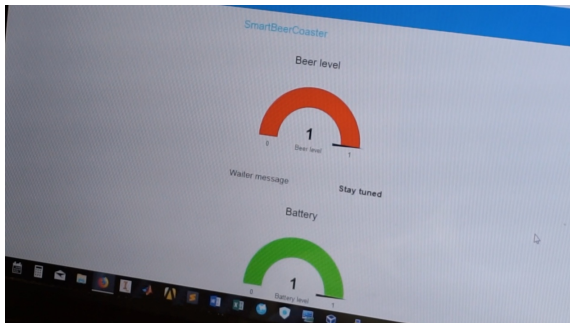 SmartBeerCoaster
Beer level
1
0 Beer level 1
Waiter message Stay tuned
Battery
1
0 Battery level 1